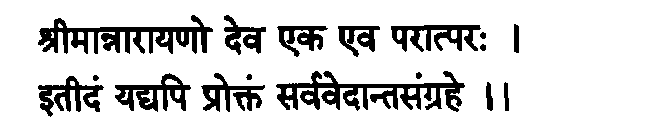 श्रीमान्नारायणो देव एक एव परात्परः ।
इतीदं यद्यपि प्रोक्तं सर्ववेदान्तसंग्रहे ।।